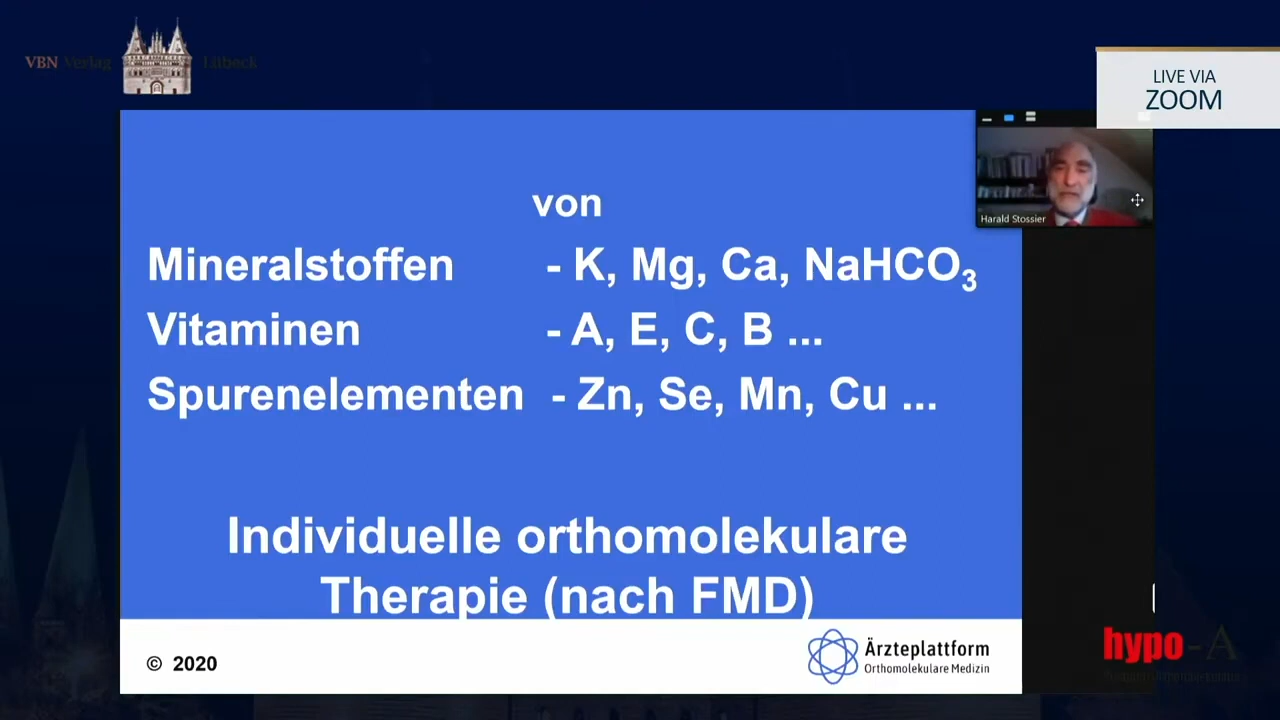 VBN Verlag Lübeck
LIVE VIA
ZOOM
Harald Stossier
von
Mineralstoffen - K, Mg, Ca, NaHCO₃
Vitaminen - A, E, C, B ...
Spurenelementen - Zn, Se, Mn, Cu ...
Individuelle orthomolekulare
Therapie (nach FMD)
© 2020
Ärzteplattform
Orthomolekulare Medizin
hypo-A